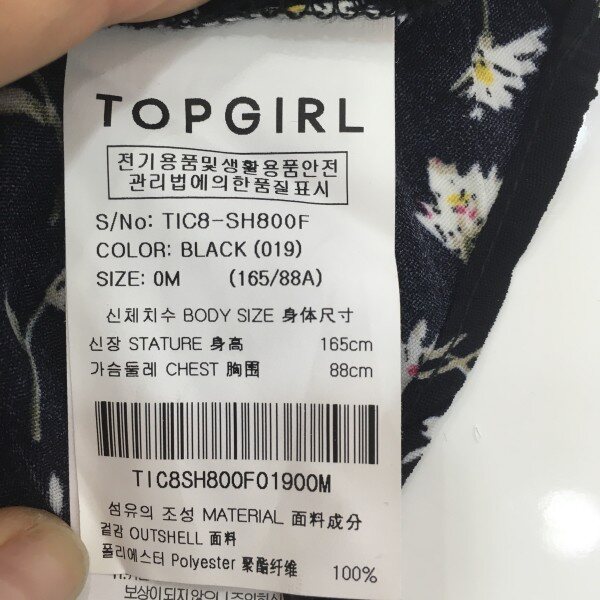 TOPGIRL
전기용품및생활용품안전
관리법에의한품질표시
S/No: TIC8-SH800F
COLOR: BLACK (019)
SIZE: 0M (165/88A)
신체치수 BODY SIZE 身体尺寸
신장 STATURE 身高 165cm
가슴둘레 CHEST 胸围 88cm
TIC8SH800F01900M
섬유의 조성 MATERIAL 面料成分
겉감 OUTSHELL 面料
폴리에스터 Polyester 聚酯纤维 100%